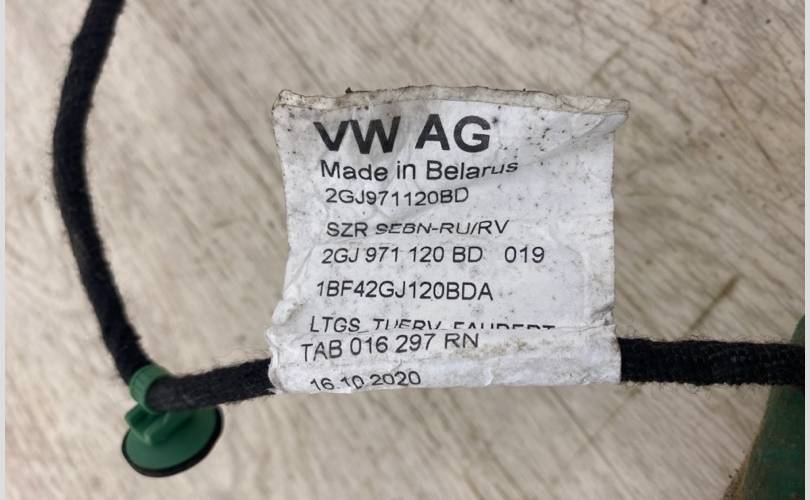 VW AG
Made in Belarus
2GJ971120BD
SZR SEBN-RU/RV
2GJ 971 120 BD 019
1BF42GJ120BDA
LTGS
TAB 016 297 RN
16.10.2020